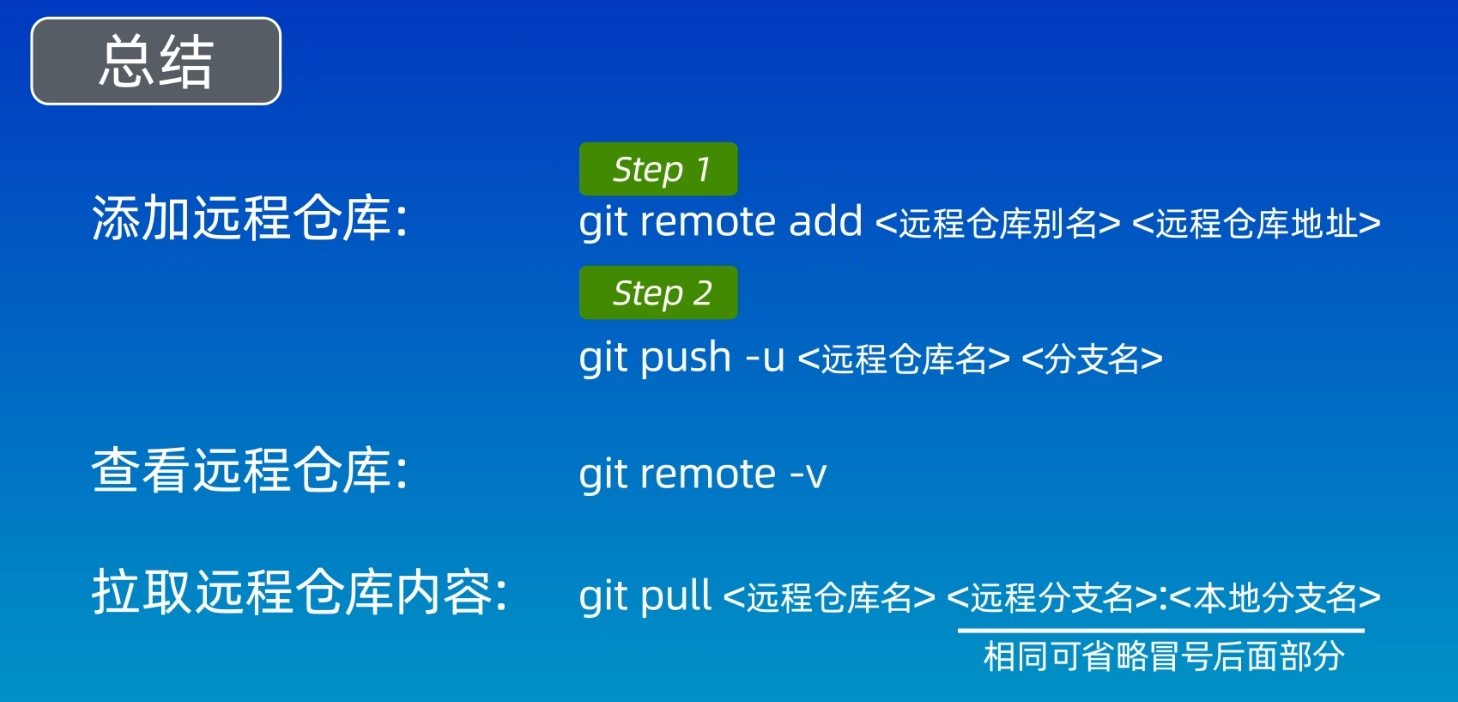 总结
Step 1
添加远程仓库: git remote add <远程仓库别名> <远程仓库地址>
Step 2
git push -u <远程仓库名> <分支名>
查看远程仓库: git remote -v
拉取远程仓库内容: git pull <远程仓库名> <远程分支名>:<本地分支名>
相同可省略冒号后面部分